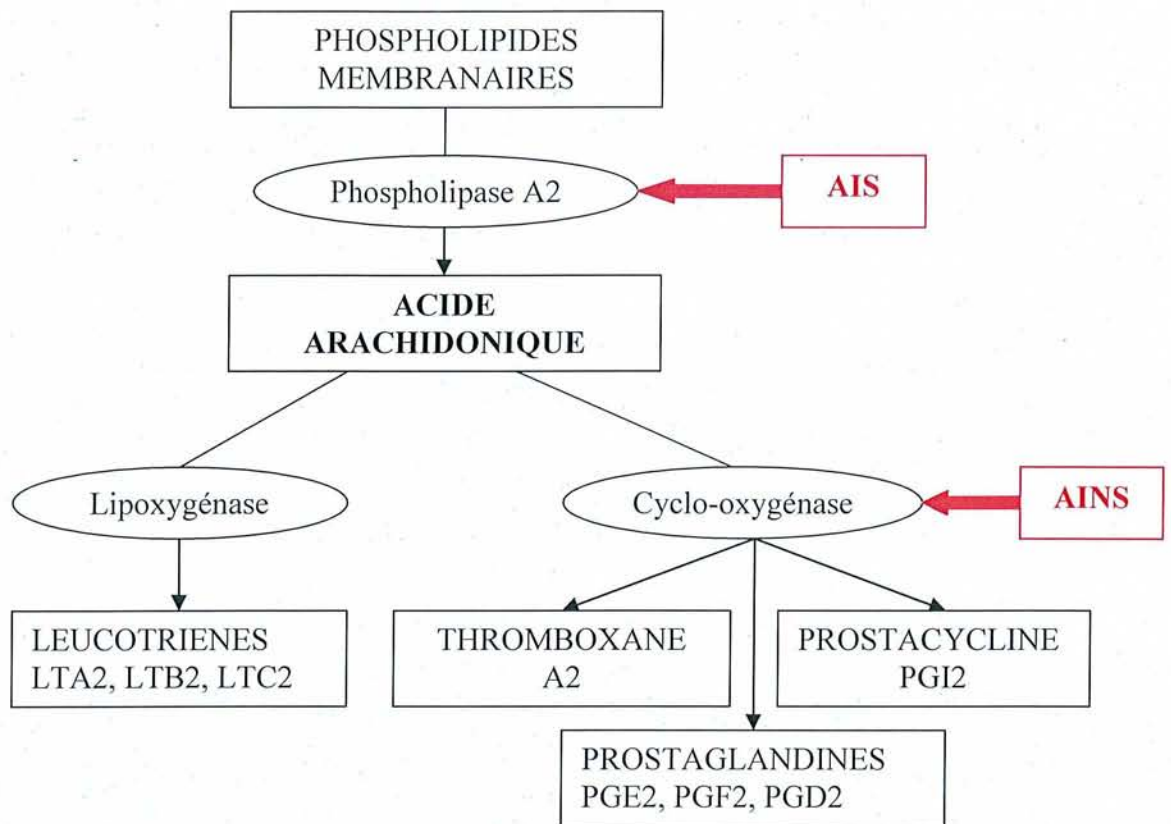 PHOSPHOLIPIDES
MEMBRANAIRES
Phospholipase A2
AIS
ACIDE
ARACHIDONIQUE
Lipoxygénase
Cyclo-oxygénase
AINS
LEUCOTRIENES
LTA2, LTB2, LTC2
THROMBOXANE
A2
PROSTACYCLINE
PGI2
PROSTAGLANDINES
PGE2, PGF2, PGD2